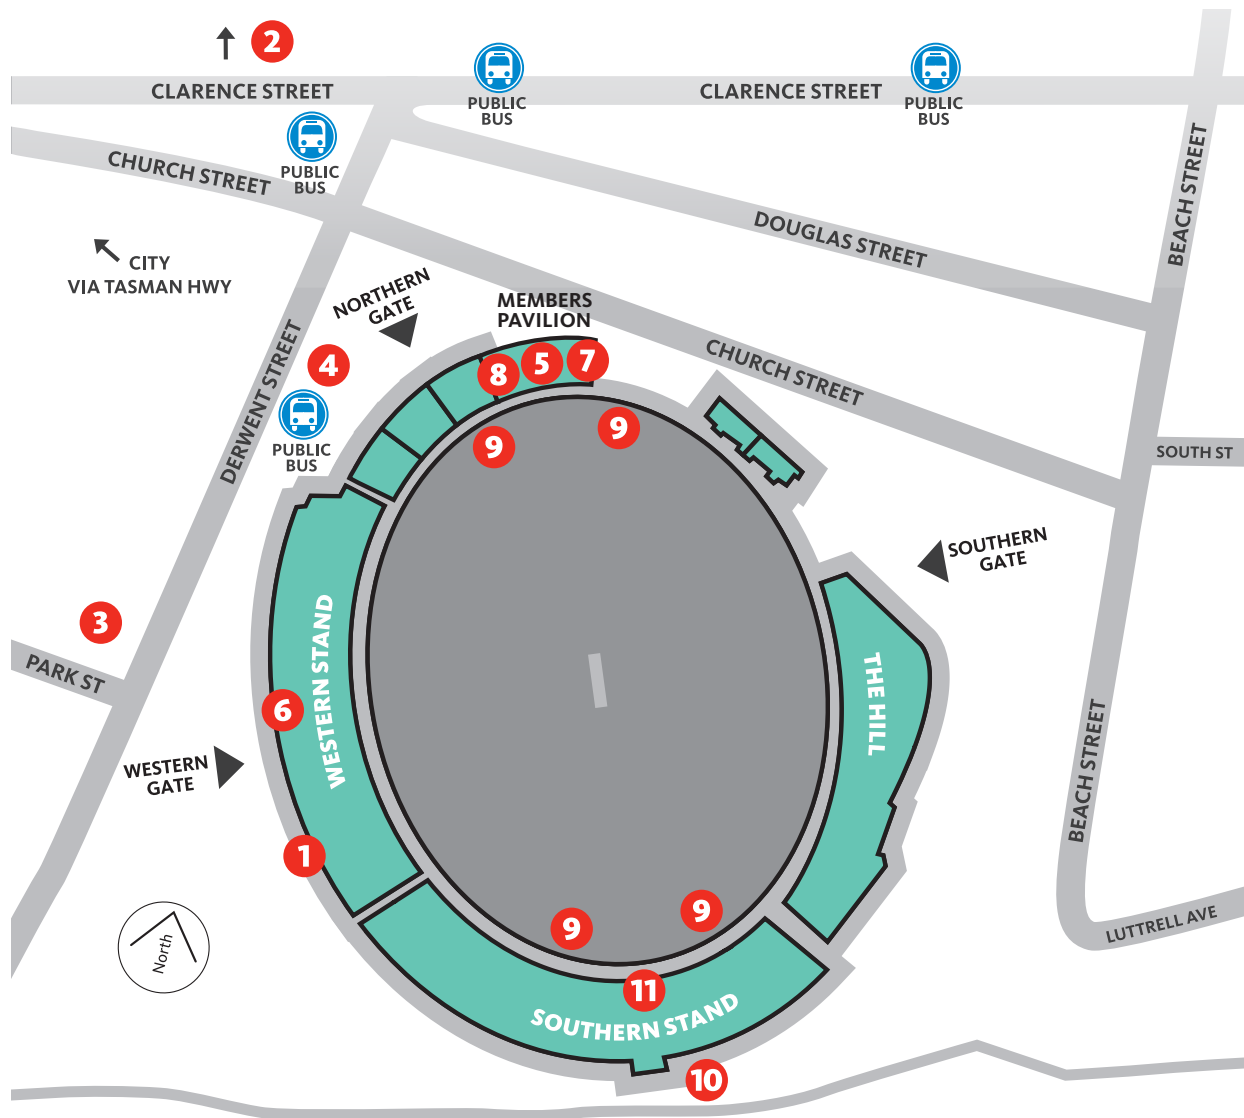 2
CLARENCE STREET
PUBLIC
BUS
CLARENCE STREET
PUBLIC
BUS
PUBLIC
BUS
CHURCH STREET
BEACH STREET
DOUGLAS STREET
CITY
VIA TASMAN HWY
NORTHERN
GATE
MEMBERS
PAVILION
4
8
5
7
CHURCH STREET
DERWENT STREET
PUBLIC
BUS
9
9
SOUTH ST
SOUTHERN
GATE
3
PARK ST
WESTERN STAND
THE HILL
6
WESTERN
GATE
BEACH STREET
1
North
9
9
LUTTRELL AVE
11
SOUTHERN STAND
10